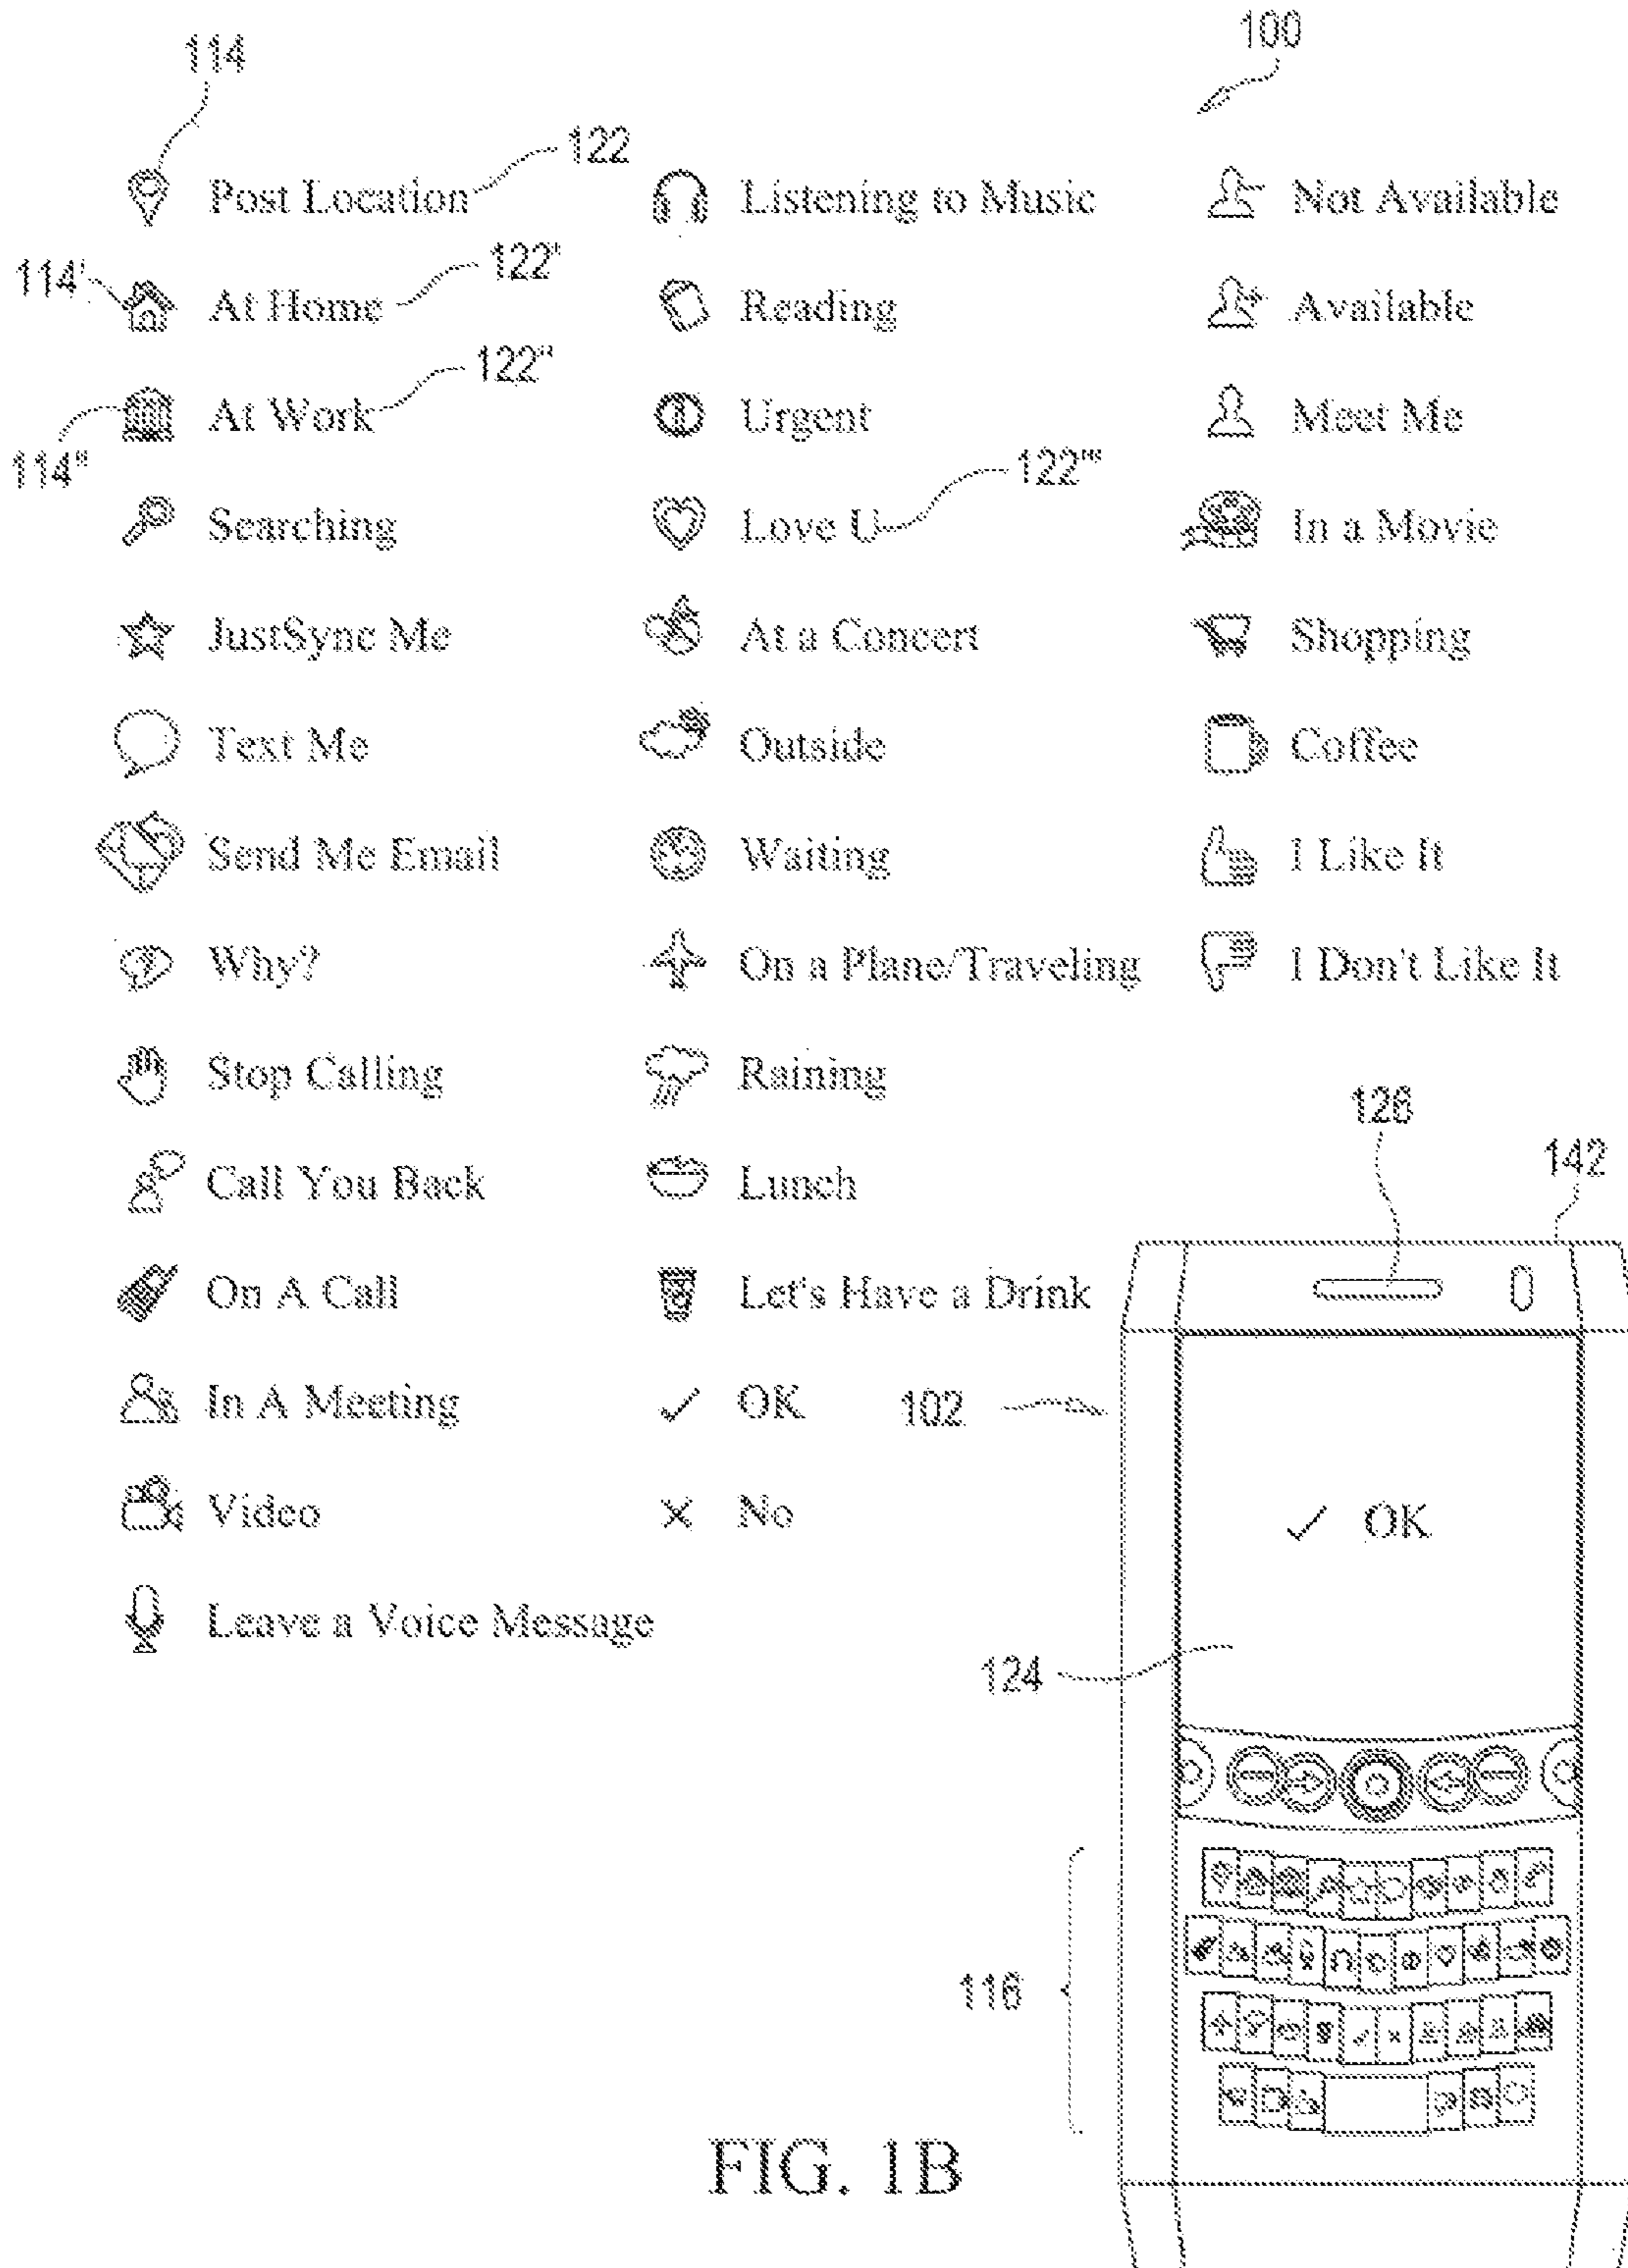 114
100
122
Post Location
Listening to Music
Not Available
114'
122'
At Home
Reading
Available
122"
At Work
Urgent
Meet Me
114"
122"'
Searching
Love U
In a Movie
JustSync Me
At a Concert
Shopping
Text Me
Outside
Coffee
Send Me Email
Waiting
I Like It
Why?
On a Plane/Traveling
I Don't Like It
Stop Calling
Raining
126
142
Call You Back
Lunch
On A Call
Let's Have a Drink
In A Meeting
OK
102
Video
No
OK
Leave a Voice Message
124
116
FIG. 1B